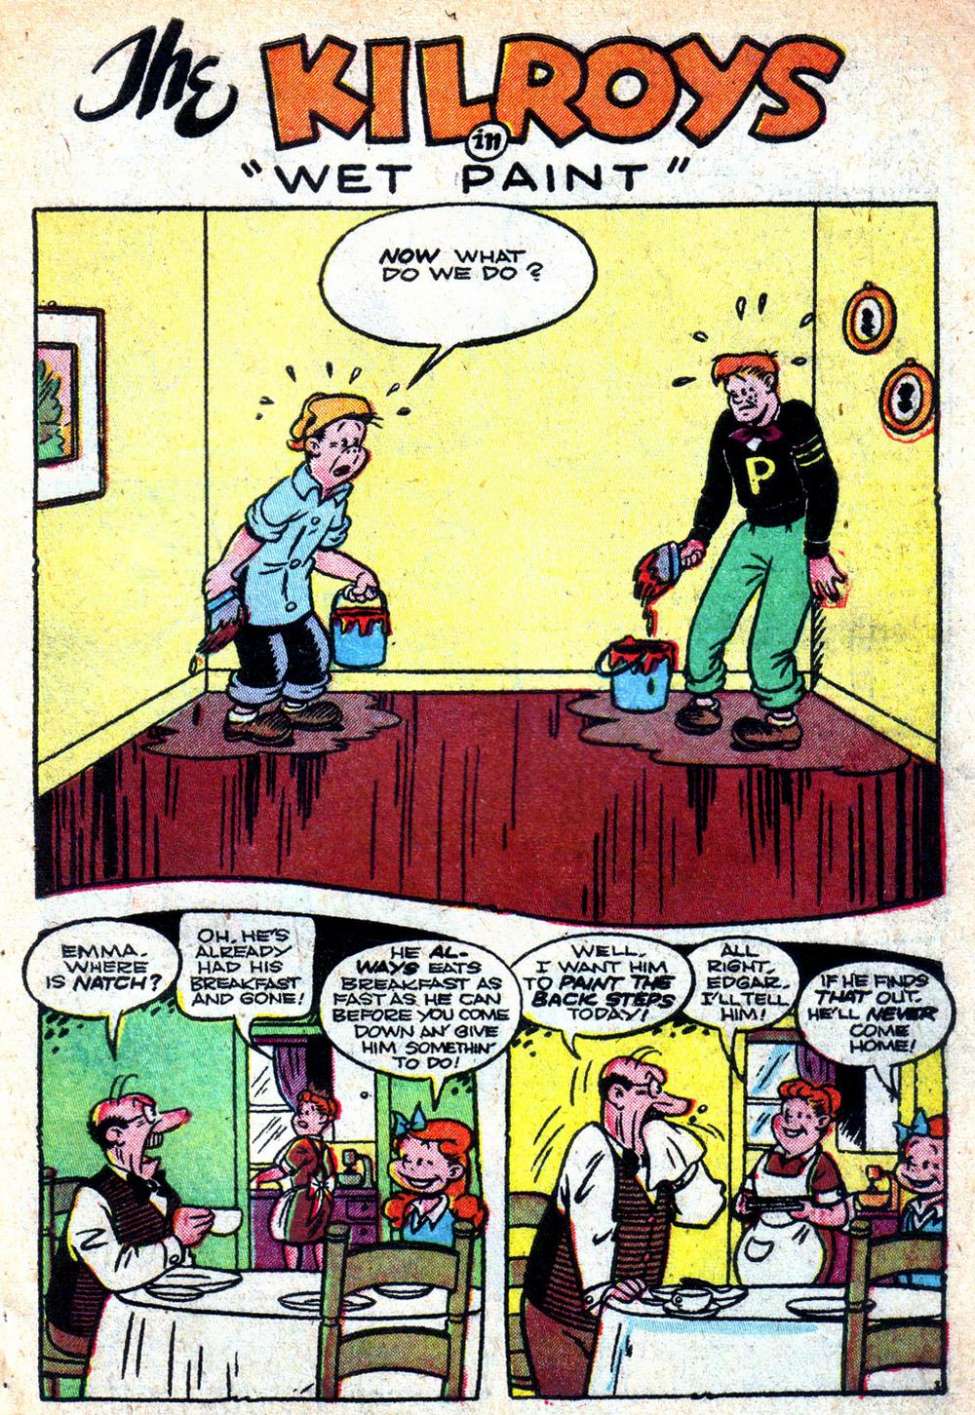 The KILROYS
in
"WET PAINT"
NOW WHAT
DO WE DO?
P
EMMA,
WHERE
IS NATCH?
OH, HE'S
ALREADY
HAD HIS
BREAKFAST
AND GONE!
HE AL-
WAYS EATS
BREAKFAST AS
FAST AS HE CAN
BEFORE YOU COME
DOWN AN' GIVE
HIM SOMETHIN'
TO DO!
WELL,
I WANT HIM
TO PAINT THE
BACK STEPS
TODAY!
ALL
RIGHT,
EDGAR,
I'LL TELL
HIM!
IF HE FINDS
THAT OUT,
HE'LL NEVER
COME
HOME!